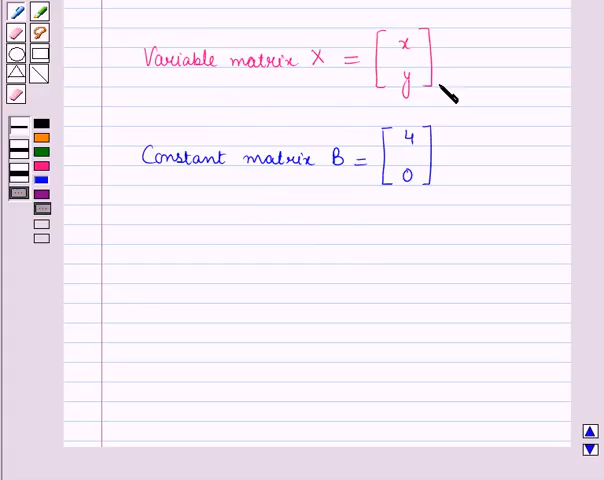 Variable matrix X = [ x y ]
Constant matrix B = [ 4 0 ]